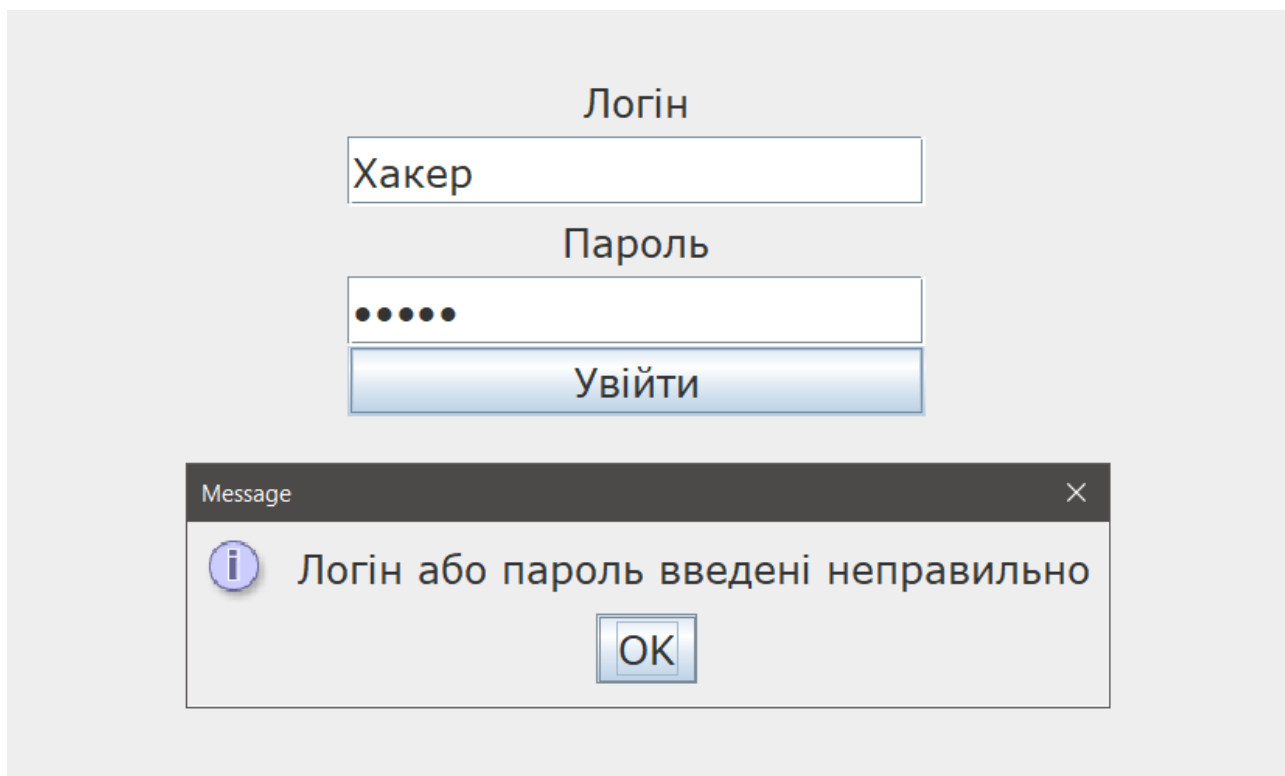 Логін
Хакер
Пароль
•••••
Увійти
Message
Логін або пароль введені неправильно
OK